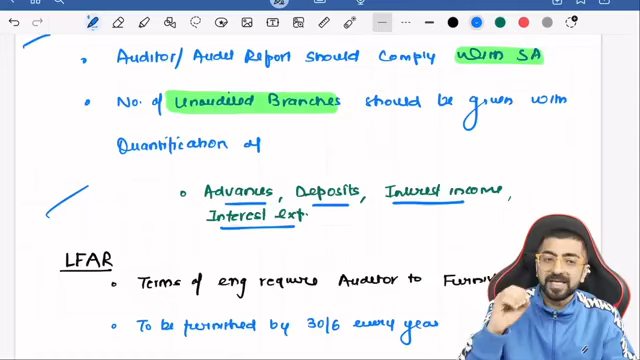 Auditor/ Audit Report should comply with SA
No. of Unaudited Branches should be given with
Quantification of
Advances, Deposits, Interest income,
Interest exp.
LFAR
Terms of eng require Auditor to
To be furnished by 30/6 every year